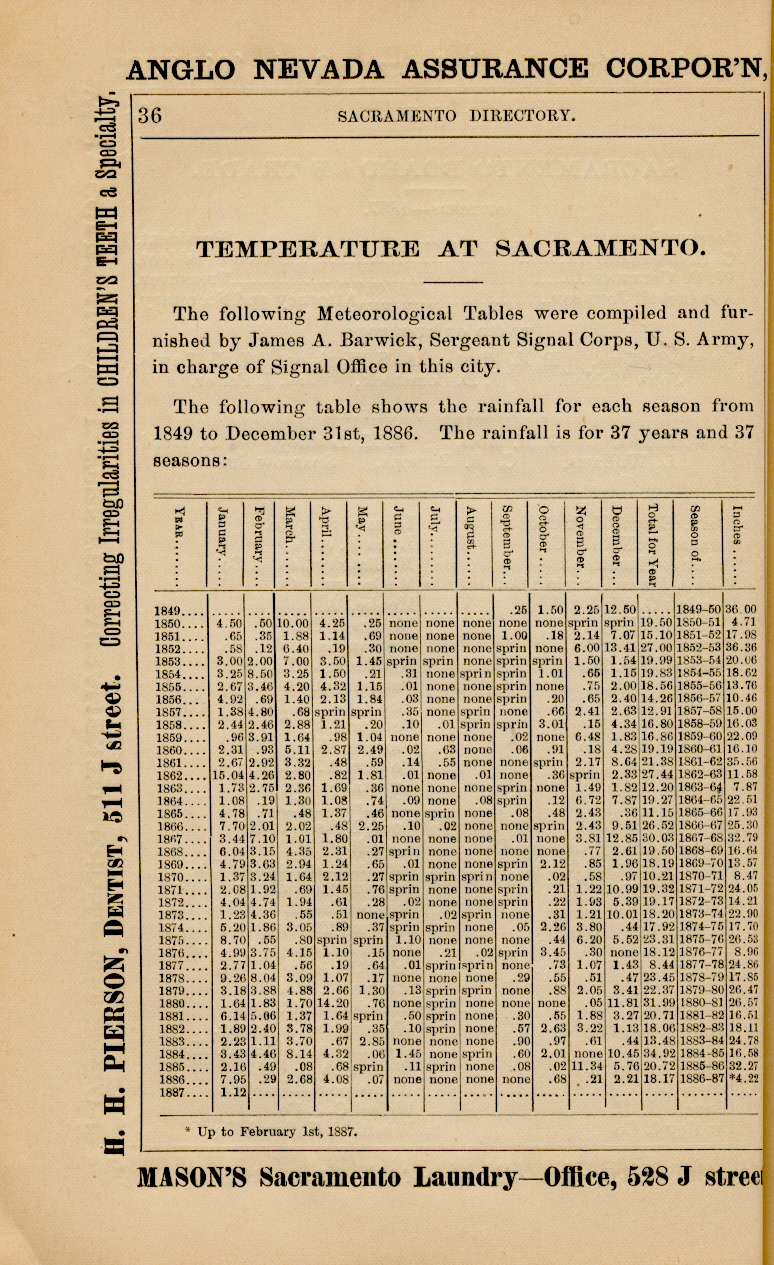 ANGLO NEVADA ASSURANCE CORPOR'N,
H. H. PIERSON, DENTIST, 511 J street. Correcting Irregularities in CHILDREN'S TEETH a Specialty.
36 SACRAMENTO DIRECTORY.
TEMPERATURE AT SACRAMENTO.
The following Meteorological Tables were compiled and fur-
nished by James A. Barwick, Sergeant Signal Corps, U. S. Army,
in charge of Signal Office in this city.
The following table shows the rainfall for each season from
1849 to December 31st, 1886. The rainfall is for 37 years and 37
seasons:
YEAR....... January..... February.... March....... April....... May.... .... June ....... July........ August...... September... October .... November... December... Total for Year Season of.... Inches ......
1849.... ..... ..... ..... ..... ..... ..... ..... ..... .25 1.50 2.25 12.50 ..... 1849–50 36.00
1850.... 4.50 .50 10.00 4.25 .25 none none none none none sprin sprin 19.50 1850–51 4.71
1851.... .65 .35 1.88 1.14 .69 none none none 1.00 .18 2.14 7.07 15.10 1851–52 17.98
1852.... .58 .12 6.40 .19 .30 none none none sprin none 6.00 13.41 27.00 1852–53 36.36
1853.... 3.00 2.00 7.00 3.50 1.45 sprin sprin none sprin sprin 1.50 1.54 19.99 1853–54 20.06
1854.... 3.25 8.50 3.25 1.50 .21 .31 none sprin sprin 1.01 .65 1.15 19.83 1854–55 18.62
1855.... 2.67 3.46 4.20 4.32 1.15 .01 none none sprin none .75 2.00 18.56 1855–56 13.76
1856.... 4.92 .69 1.40 2.13 1.84 .03 none none none .20 .65 2.40 14.26 1856–57 10.46
1857.... 1.38 4.80 .68 sprin sprin .35 none sprin none .66 2.41 2.63 12.91 1857–58 15.00
1858.... 2.44 2.46 2.88 1.21 .20 .10 .01 sprin sprin 3.01 .15 4.34 16.80 1858–59 16.03
1859.... .96 3.91 1.64 .98 1.04 none none none .02 none 6.48 1.83 16.86 1859–60 22.09
1860.... 2.31 .93 5.11 2.87 2.49 .02 .63 none .06 .91 .18 4.28 19.19 1860–61 16.10
1861.... 2.67 2.92 3.32 .48 .59 .14 .55 none none sprin 2.17 8.64 21.38 1861–62 35.56
1862.... 15.04 4.26 2.80 .82 1.81 .01 none .01 none .36 sprin 2.33 27.44 1862–63 11.58
1863.... 1.73 2.75 2.36 1.69 .36 none none none sprin none 1.49 1.82 12.20 1863–64 7.87
1864.... 1.08 .19 1.30 1.08 .74 .09 none .08 sprin .12 6.72 7.87 19.27 1864–65 22.51
1865.... 4.78 .71 .48 1.37 .46 none sprin none .08 .48 2.43 .36 11.15 1865–66 17.93
1866.... 7.70 2.01 2.02 .48 2.25 .10 .02 none none sprin 2.43 9.51 26.52 1866–67 25.30
1867.... 3.44 7.10 1.01 1.80 .01 none none none .01 none 3.81 12.85 30.03 1867–68 32.79
1868.... 6.04 3.15 4.35 2.31 .27 sprin none none none none .77 2.61 19.50 1868–69 16.64
1869.... 4.79 3.63 2.94 1.24 .65 .01 none none sprin 2.12 .85 1.96 18.19 1869–70 13.57
1870.... 1.37 3.24 1.64 2.12 .27 sprin sprin sprin none .02 .58 .97 10.21 1870–71 8.47
1871.... 2.08 1.92 .69 1.45 .76 sprin none none sprin .21 1.22 10.99 19.32 1871–72 24.05
1872.... 4.04 4.74 1.94 .61 .28 .02 none none sprin .22 1.93 5.39 19.17 1872–73 14.21
1873.... 1.23 4.36 .55 .51 none sprin .02 sprin none .31 1.21 10.01 18.20 1873–74 22.90
1874.... 5.20 1.86 3.05 .89 .37 sprin sprin none .05 2.26 3.80 .44 17.92 1874–75 17.70
1875.... 8.70 .55 .80 sprin sprin 1.10 none none none .44 6.20 5.52 23.31 1875–76 26.53
1876.... 4.99 3.75 4.15 1.10 .15 none .21 .02 sprin 3.45 .30 none 18.12 1876–77 8.96
1877.... 2.77 1.04 .56 .19 .64 .01 sprin sprin none .73 1.07 1.43 8.44 1877–78 24.86
1878.... 9.26 8.04 3.09 1.07 .17 none none none .29 .55 .51 .47 23.45 1878–79 17.85
1879.... 3.18 3.88 4.88 2.66 1.30 .13 sprin sprin none .88 2.05 3.41 22.37 1879–80 26.47
1880.... 1.64 1.83 1.70 14.20 .76 none sprin none none none .05 11.81 31.99 1880–81 26.57
1881.... 6.14 5.06 1.37 1.64 sprin .50 sprin none .30 .55 1.88 3.27 20.71 1881–82 16.51
1882.... 1.89 2.40 3.78 1.99 .35 .10 sprin none .57 2.63 3.22 1.13 18.06 1882–83 18.11
1883.... 2.23 1.11 3.70 .67 2.85 none none none .90 .97 .61 .44 13.48 1883–84 24.78
1884.... 3.43 4.46 8.14 4.32 .06 1.45 none sprin .60 2.01 none 10.45 34.92 1884–85 16.58
1885.... 2.16 .49 .08 .68 sprin .11 sprin none .08 .02 11.34 5.76 20.72 1885–86 32.27
1886.... 7.95 .29 2.68 4.08 .07 none none none none .68 .21 2.21 18.17 1886–87 *4.22
1887.... 1.12 ..... ..... ..... ..... ..... ..... ..... ..... ..... ..... ..... ..... ..... .....
* Up to February 1st, 1887.
MASON'S Sacramento Laundry—Office, 528 J stree